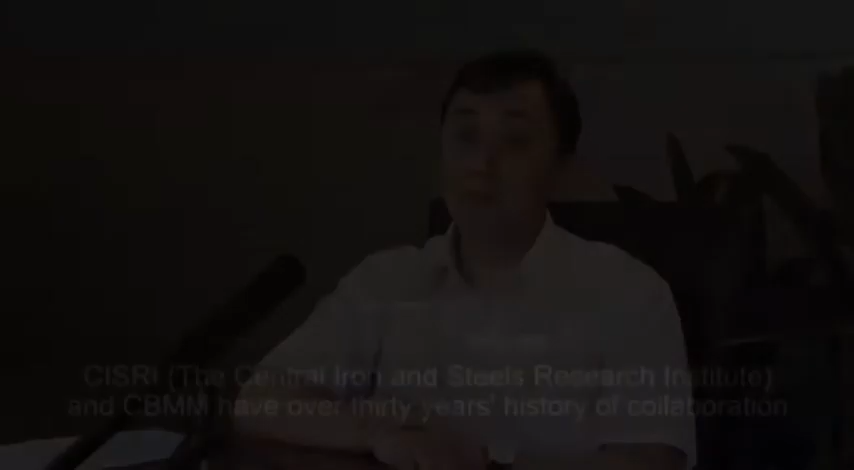 CISRI (The Central Iron and Steels Research Institute)
and CBMM have over thirty years' history of collaboration